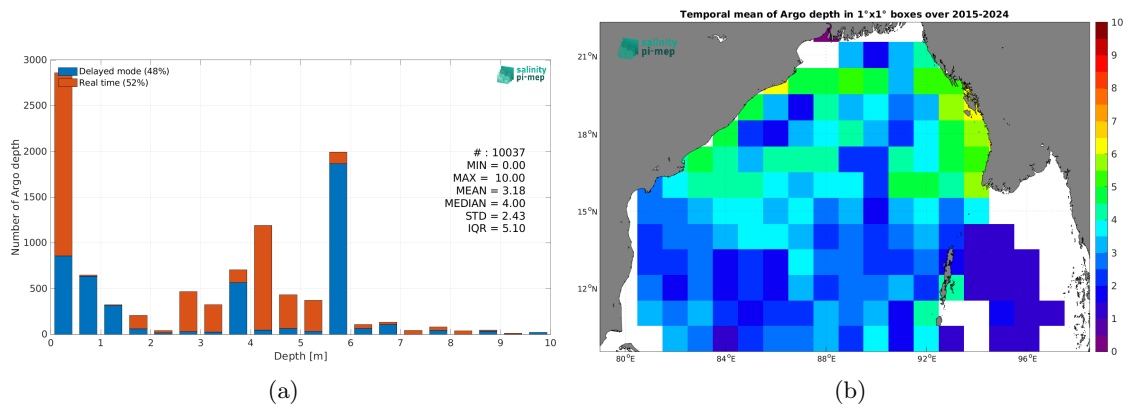 3000
2500
2000
1500
1000
500
0
Number of Argo depth
Delayed mode (48%)
Real time (52%)
salinity
pi-mep
# : 10037
MIN = 0.00
MAX = 10.00
MEAN = 3.18
MEDIAN = 4.00
STD = 2.43
IQR = 5.10
0 1 2 3 4 5 6 7 8 9 10
Depth [m]
(a)
Temporal mean of Argo depth in 1°x1° boxes over 2015-2024
salinity
pi-mep
21°N
18°N
15°N
12°N
80°E 84°E 88°E 92°E 96°E
10
9
8
7
6
5
4
3
2
1
0
(b)